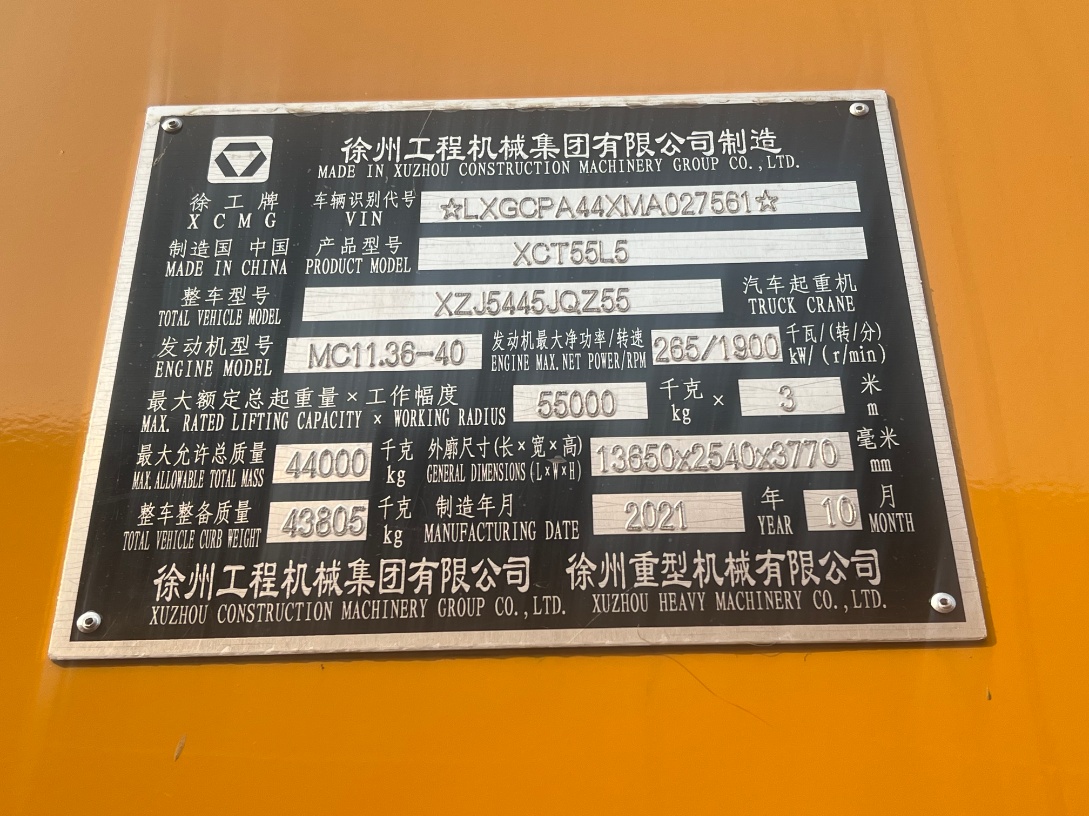 徐州工程机械集团有限公司制造
MADE IN XUZHOU CONSTRUCTION MACHINERY GROUP CO.,LTD.
徐工牌 车辆识别代号 ☆LXGCPA44XMA027561☆
XCMG VIN
制造国 中国 产品型号 XCT55L5
MADE IN CHINA PRODUCT MODEL
整车型号 XZJ5445JQZ55 汽车起重机
TOTAL VEHICLE MODEL TRUCK CRANE
发动机型号 MC11.36-40 发动机最大净功率/转速 265/1900 千瓦/(转/分)
ENGINE MODEL ENGINE MAX.NET POWER/RPM kW/(r/min)
最大额定总起重量×工作幅度 55000 千克 × 3 米
MAX. RATED LIFTING CAPACITY × WORKING RADIUS kg m
最大允许总质量 44000 千克 外廓尺寸(长×宽×高) 13650x2540x3770 毫米
MAX.ALLOWABLE TOTAL MASS kg GENERAL DIMENSIONS (L×W×H) mm
整车整备质量 43805 千克 制造年月 2021 年 10 月
TOTAL VEHICLE CURB WEIGHT kg MANUFACTURING DATE YEAR MONTH
徐州工程机械集团有限公司 徐州重型机械有限公司
XUZHOU CONSTRUCTION MACHINERY GROUP CO.,LTD. XUZHOU HEAVY MACHINERY CO.,LTD.